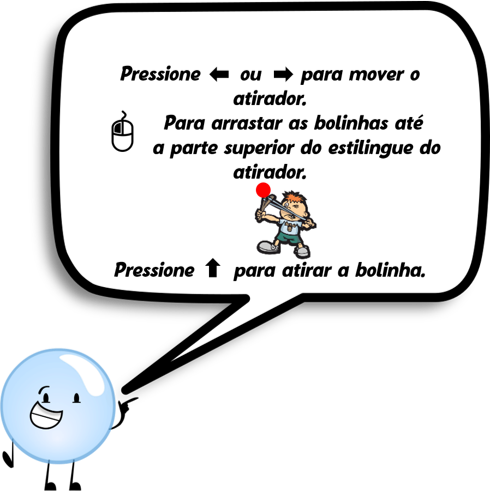 Pressione ⬅ ou ➡ para mover o
atirador.
Para arrastar as bolinhas até
a parte superior do estilingue do
atirador.
Pressione ⬆ para atirar a bolinha.